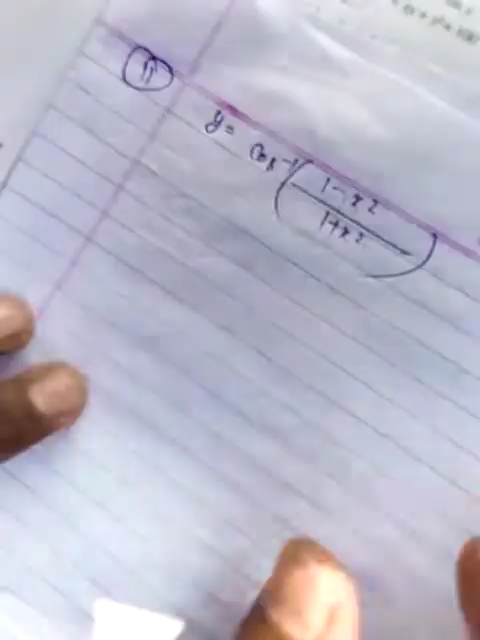 11
y = Cos⁻¹ ( 1-x2 / 1+x2 )